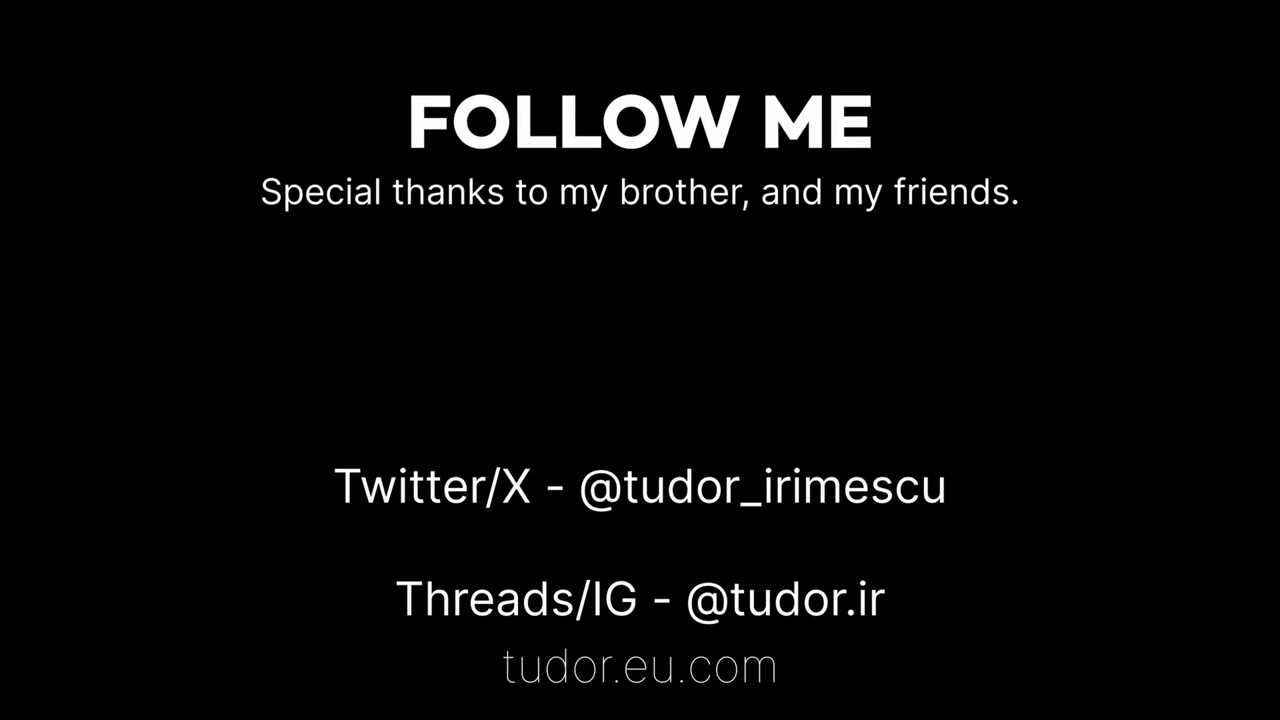 FOLLOW ME
Special thanks to my brother, and my friends.
Twitter/X - @tudor_irimescu
Threads/IG - @tudor.ir
tudor.eu.com